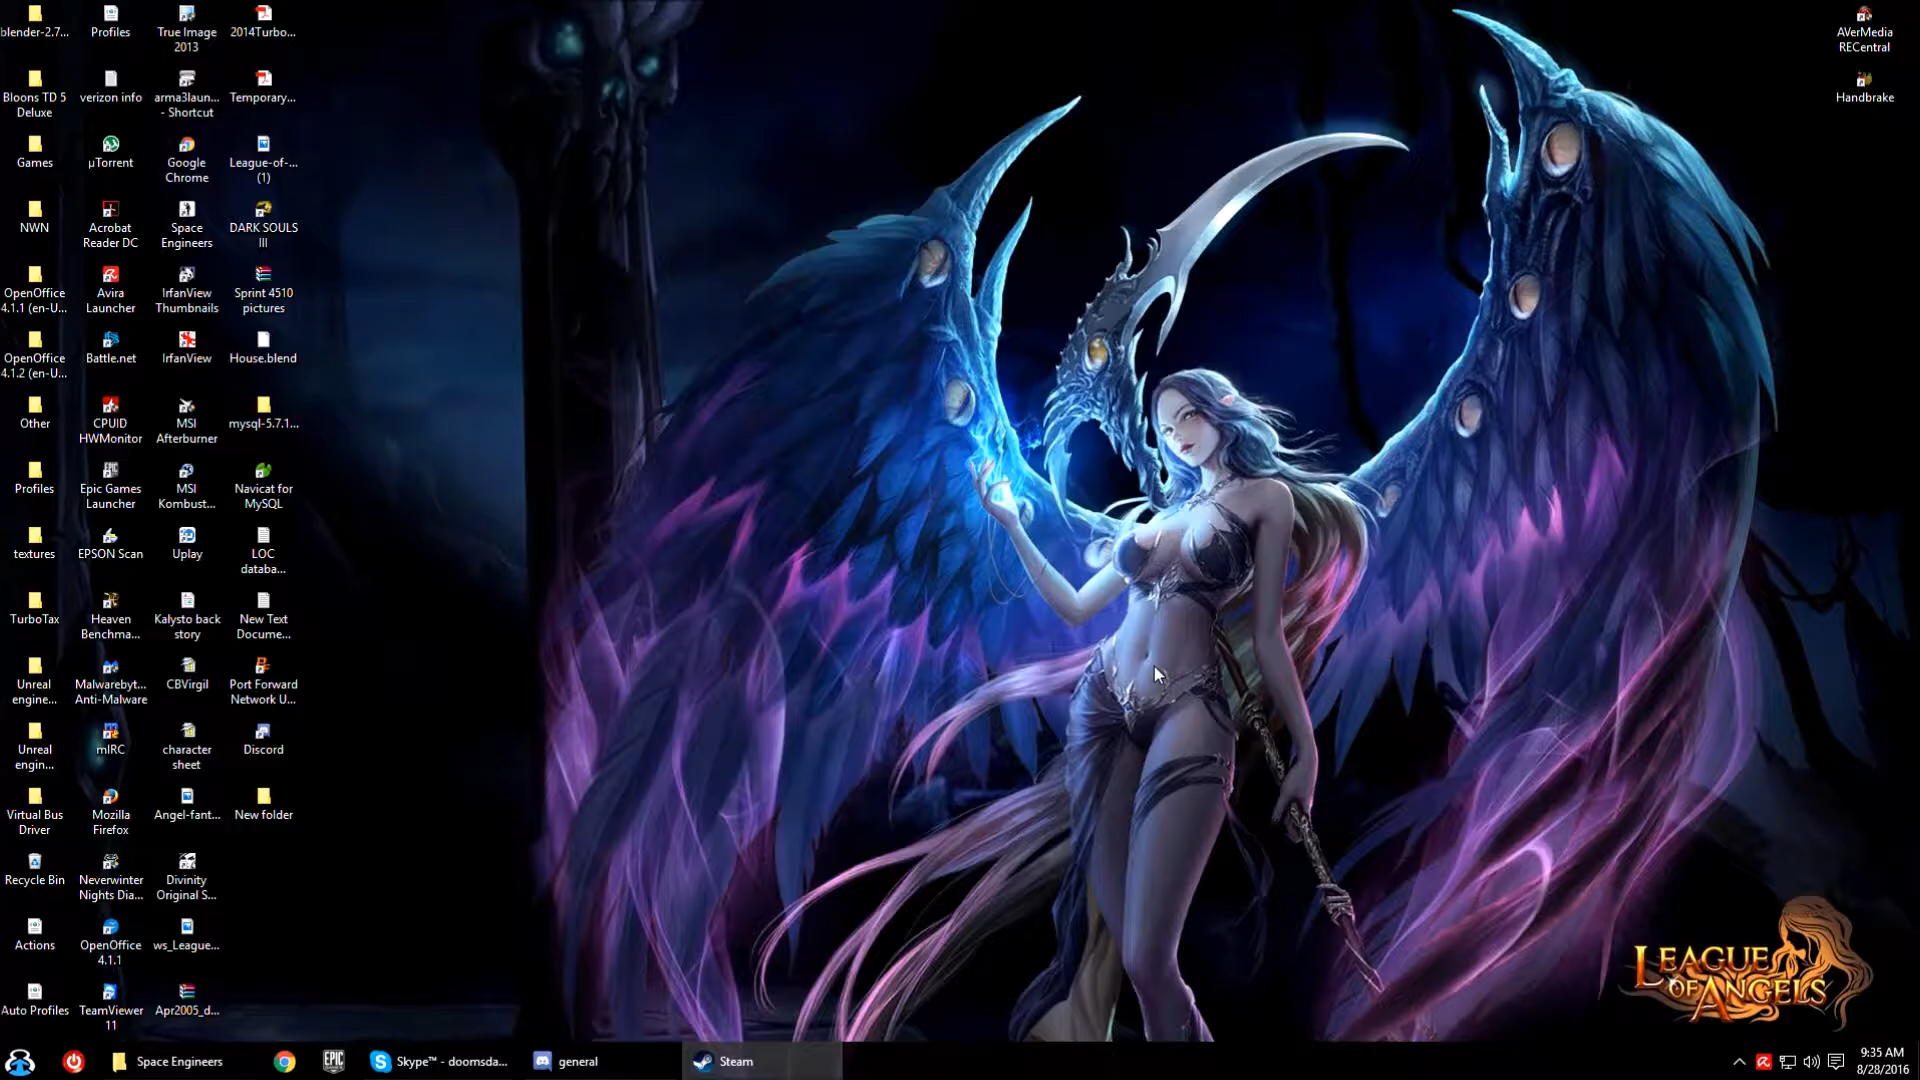 blender-2.7...
Bloons TD 5
Deluxe
Games
NWN
OpenOffice
4.1.1 (en-U...
OpenOffice
4.1.2 (en-U...
Other
Profiles
textures
TurboTax
Unreal
engine...
Unreal
engin...
Virtual Bus
Driver
Recycle Bin
Actions
Auto Profiles
Profiles
verizon info
µTorrent
Acrobat
Reader DC
Avira
Launcher
Battle.net
CPUID
HWMonitor
Epic Games
Launcher
EPSON Scan
Heaven
Benchma...
Malwarebyt...
Anti-Malware
mIRC
Mozilla
Firefox
Neverwinter
Nights Dia...
OpenOffice
4.1.1
TeamViewer
11
True Image
2013
arma3laun...
- Shortcut
Google
Chrome
Space
Engineers
IrfanView
Thumbnails
IrfanView
MSI
Afterburner
MSI
Kombust...
Uplay
Kalysto back
story
CBVirgil
character
sheet
Angel-fant...
Divinity
Original S...
ws_League...
Apr2005_d...
2014Turbo...
Temporary...
League-of-...
(1)
DARK SOULS
III
Sprint 4510
pictures
House.blend
mysql-5.7.1...
Navicat for
MySQL
LOC
databa...
New Text
Docume...
Port Forward
Network U...
Discord
New folder
AVerMedia
RECentral
Handbrake
LEAGUE
OF ANGELS
Space Engineers
EPIC
Skype™ - doomsda...
general
Steam
9:35 AM
8/28/2016